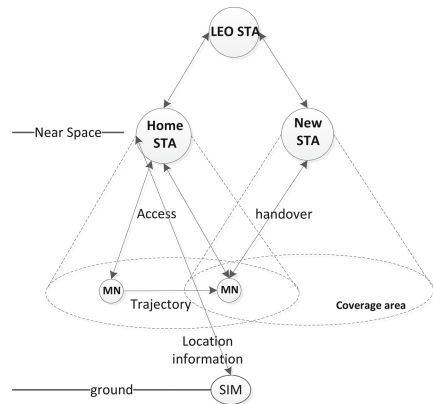 LEO STA
Near Space
Home
STA
New
STA
Access
handover
MN
Trajectory
MN
Coverage area
Location
information
ground
SIM